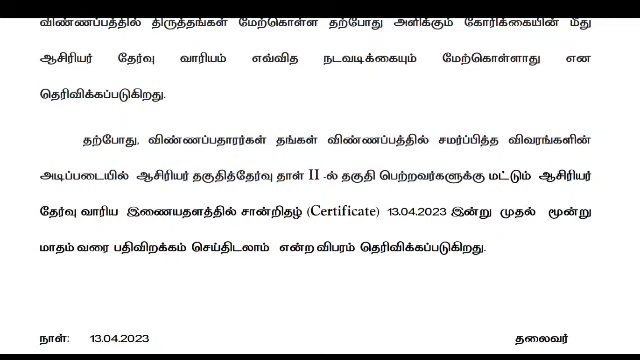 விண்ணப்பத்தில் திருத்தங்கள் மேற்கொள்ள தற்போது அளிக்கும் கோரிக்கையின் மீது
ஆசிரியர் தேர்வு வாரியம் எவ்வித நடவடிக்கையும் மேற்கொள்ளாது என
தெரிவிக்கப்படுகிறது.
தற்போது, விண்ணப்பதாரர்கள் தங்கள் விண்ணப்பத்தில் சமர்ப்பித்த விவரங்களின்
அடிப்படையில் ஆசிரியர் தகுதித்தேர்வு தாள் II -ல் தகுதி பெற்றவர்களுக்கு மட்டும் ஆசிரியர்
தேர்வு வாரிய இணையதளத்தில் சான்றிதழ் (Certificate) 13.04.2023 இன்று முதல் மூன்று
மாதம் வரை பதிவிறக்கம் செய்திடலாம் என்ற விபரம் தெரிவிக்கப்படுகிறது.
நாள்: 13.04.2023 தலைவர்